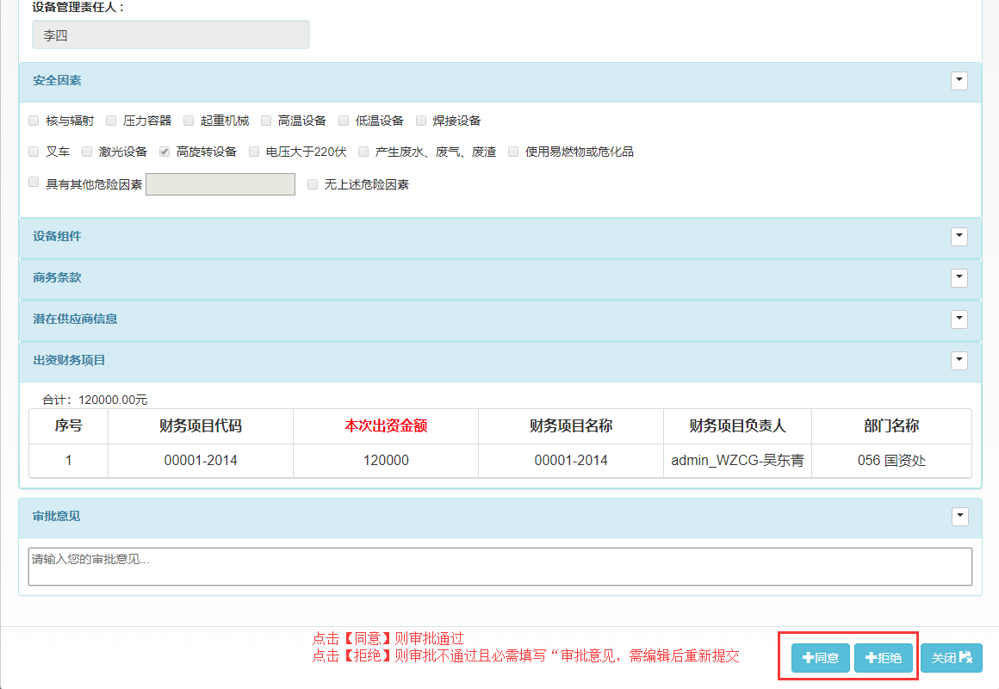 设备管理责任人：
李四
安全因素
核与辐射 压力容器 起重机械 高温设备 低温设备 焊接设备
叉车 激光设备 高旋转设备 电压大于220伏 产生废水、废气、废渣 使用易燃物或危化品
具有其他危险因素 无上述危险因素
设备组件
商务条款
潜在供应商信息
出资财务项目
合计：120000.00元
序号 财务项目代码 本次出资金额 财务项目名称 财务项目负责人 部门名称
1 00001-2014 120000 00001-2014 admin_WZCG-吴东青 056 国资处
审批意见
请输入您的审批意见...
点击【同意】则审批通过
点击【拒绝】则审批不通过且必需填写“审批意见，需编辑后重新提交
同意 拒绝 关闭